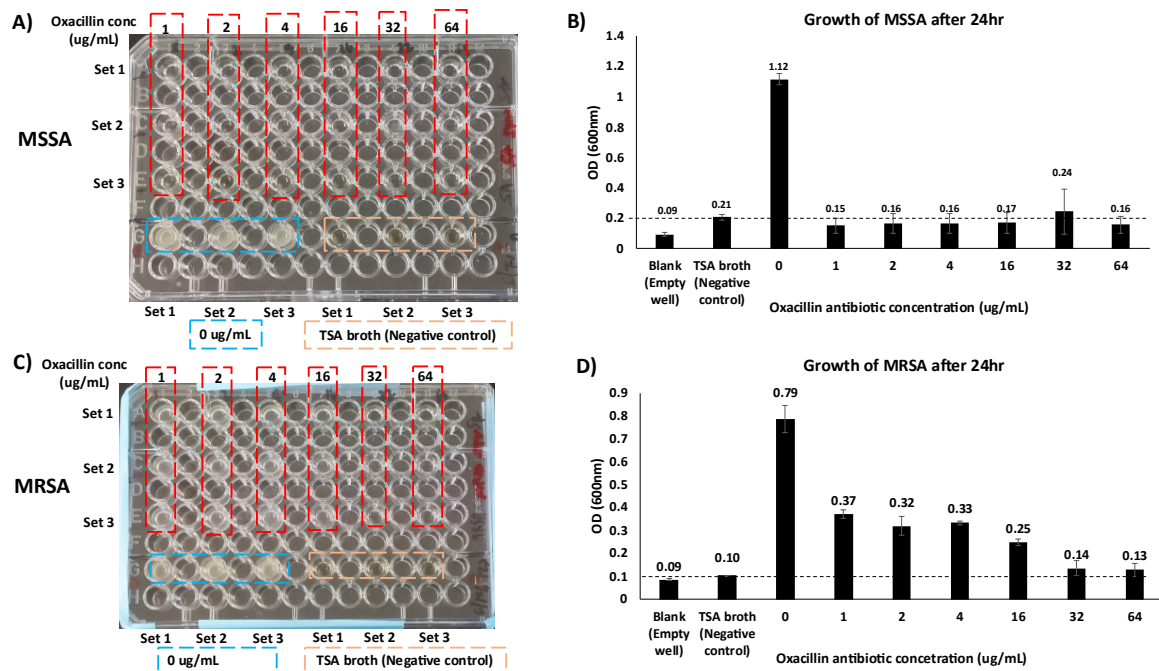 A)
Oxacillin conc
(ug/mL)
1 2 4 16 32 64
Set 1
Set 2
MSSA
Set 3
Set 1 Set 2 Set 3 Set 1 Set 2 Set 3
0 ug/mL TSA broth (Negative control)
B)
Growth of MSSA after 24hr
OD (600nm)
1.4
1.2
1
0.8
0.6
0.4
0.2
0
0.09 0.21 1.12 0.15 0.16 0.16 0.17 0.24 0.16
Blank (Empty well) TSA broth (Negative control) 0 1 2 4 16 32 64
Oxacillin antibiotic concentration (ug/mL)
C)
Oxacillin conc
(ug/mL)
1 2 4 16 32 64
Set 1
Set 2
MRSA
Set 3
Set 1 Set 2 Set 3 Set 1 Set 2 Set 3
0 ug/mL TSA broth (Negative control)
D)
Growth of MRSA after 24hr
OD (600nm)
0.9
0.8
0.7
0.6
0.5
0.4
0.3
0.2
0.1
0
0.09 0.10 0.79 0.37 0.32 0.33 0.25 0.14 0.13
Blank (Empty well) TSA broth (Negative control) 0 1 2 4 16 32 64
Oxacillin antibiotic concetration (ug/mL)